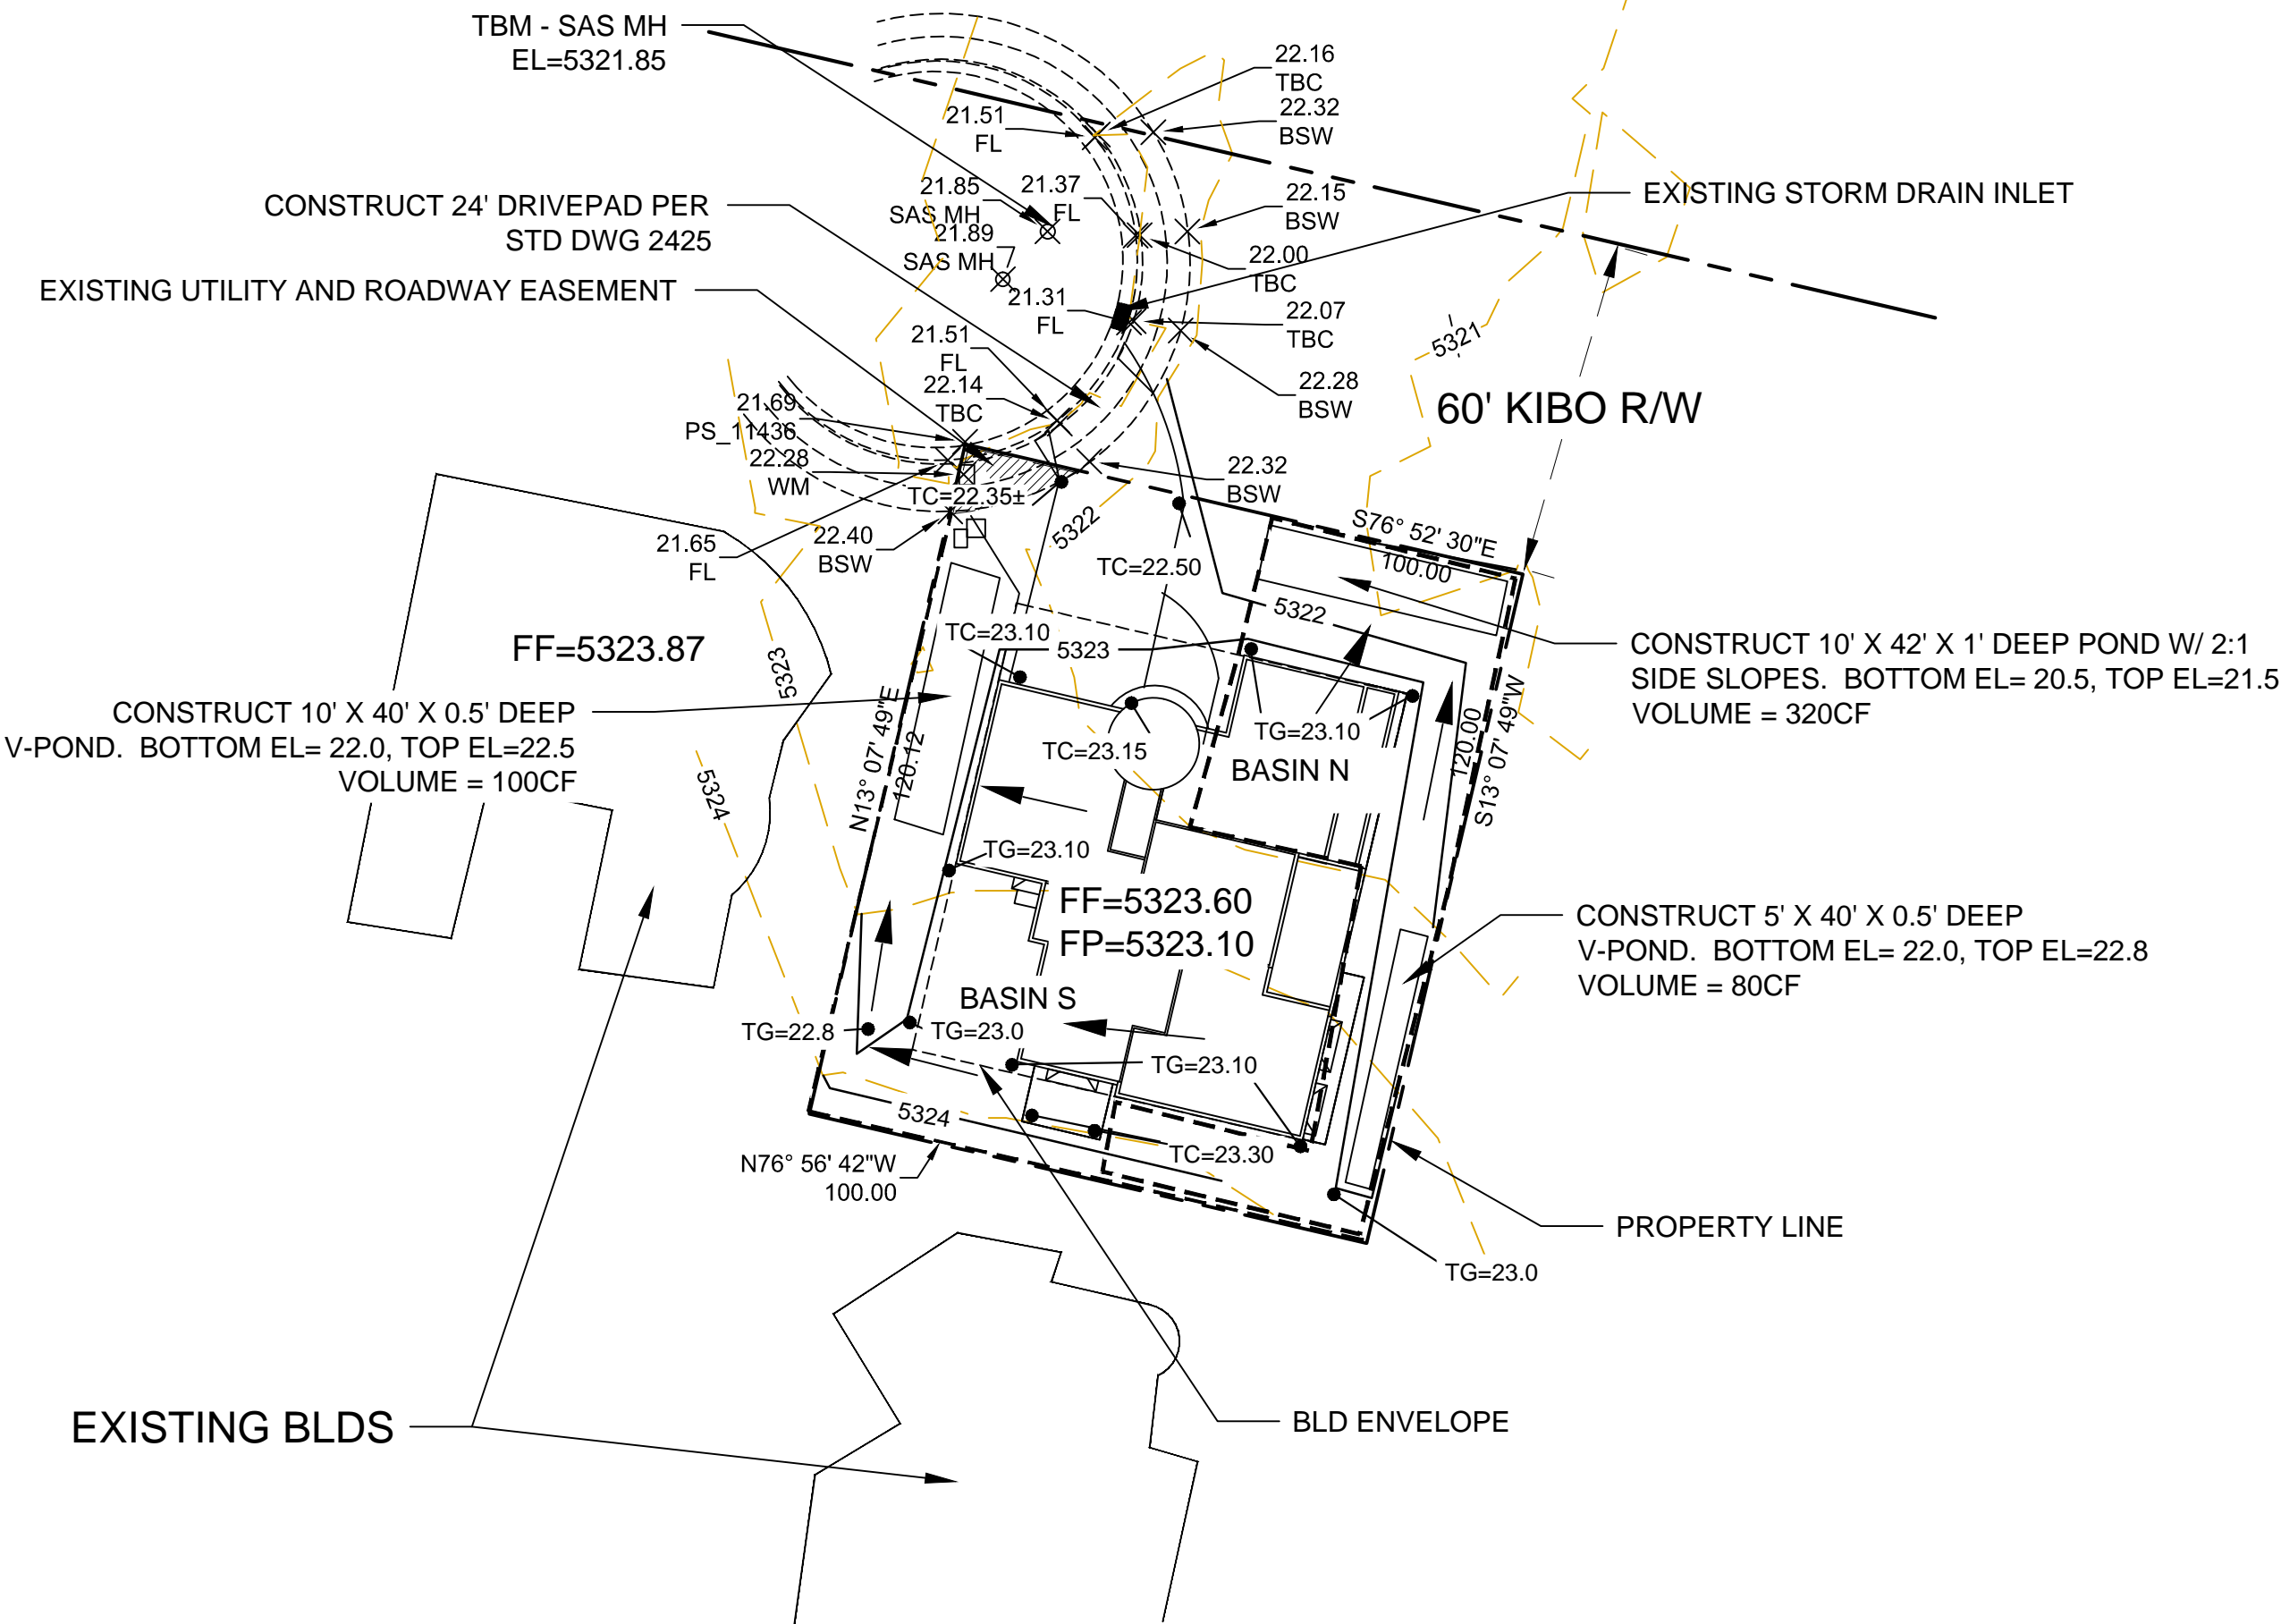 TBM - SAS MH
EL=5321.85
22.16
TBC
22.32
BSW
21.51
FL
21.85
SAS MH
21.37
FL
22.15
BSW
EXISTING STORM DRAIN INLET
CONSTRUCT 24' DRIVEPAD PER
STD DWG 2425
21.89
SAS MH
22.00
TBC
EXISTING UTILITY AND ROADWAY EASEMENT
21.31
FL
22.07
TBC
21.51
FL
5321
22.14
TBC
22.28
BSW
60' KIBO R/W
21.69
PS_11436
22.28
WM
22.32
BSW
TC=22.35±
5322
S76° 52' 30"E
100.00
21.65
FL
22.40
BSW
TC=22.50
5322
TC=23.10
5323
FF=5323.87
5323
CONSTRUCT 10' X 42' X 1' DEEP POND W/ 2:1
SIDE SLOPES.  BOTTOM EL= 20.5, TOP EL=21.5
VOLUME = 320CF
CONSTRUCT 10' X 40' X 0.5' DEEP
V-POND.  BOTTOM EL= 22.0, TOP EL=22.5
VOLUME = 100CF
N13° 07' 49"E
120.12
TG=23.10
TC=23.15
BASIN N
120.00
S13° 07' 49"W
5324
TG=23.10
FF=5323.60
FP=5323.10
CONSTRUCT 5' X 40' X 0.5' DEEP
V-POND.  BOTTOM EL= 22.0, TOP EL=22.8
VOLUME = 80CF
BASIN S
TG=22.8
TG=23.0
TG=23.10
5324
TC=23.30
N76° 56' 42"W
100.00
PROPERTY LINE
TG=23.0
EXISTING BLDS
BLD ENVELOPE